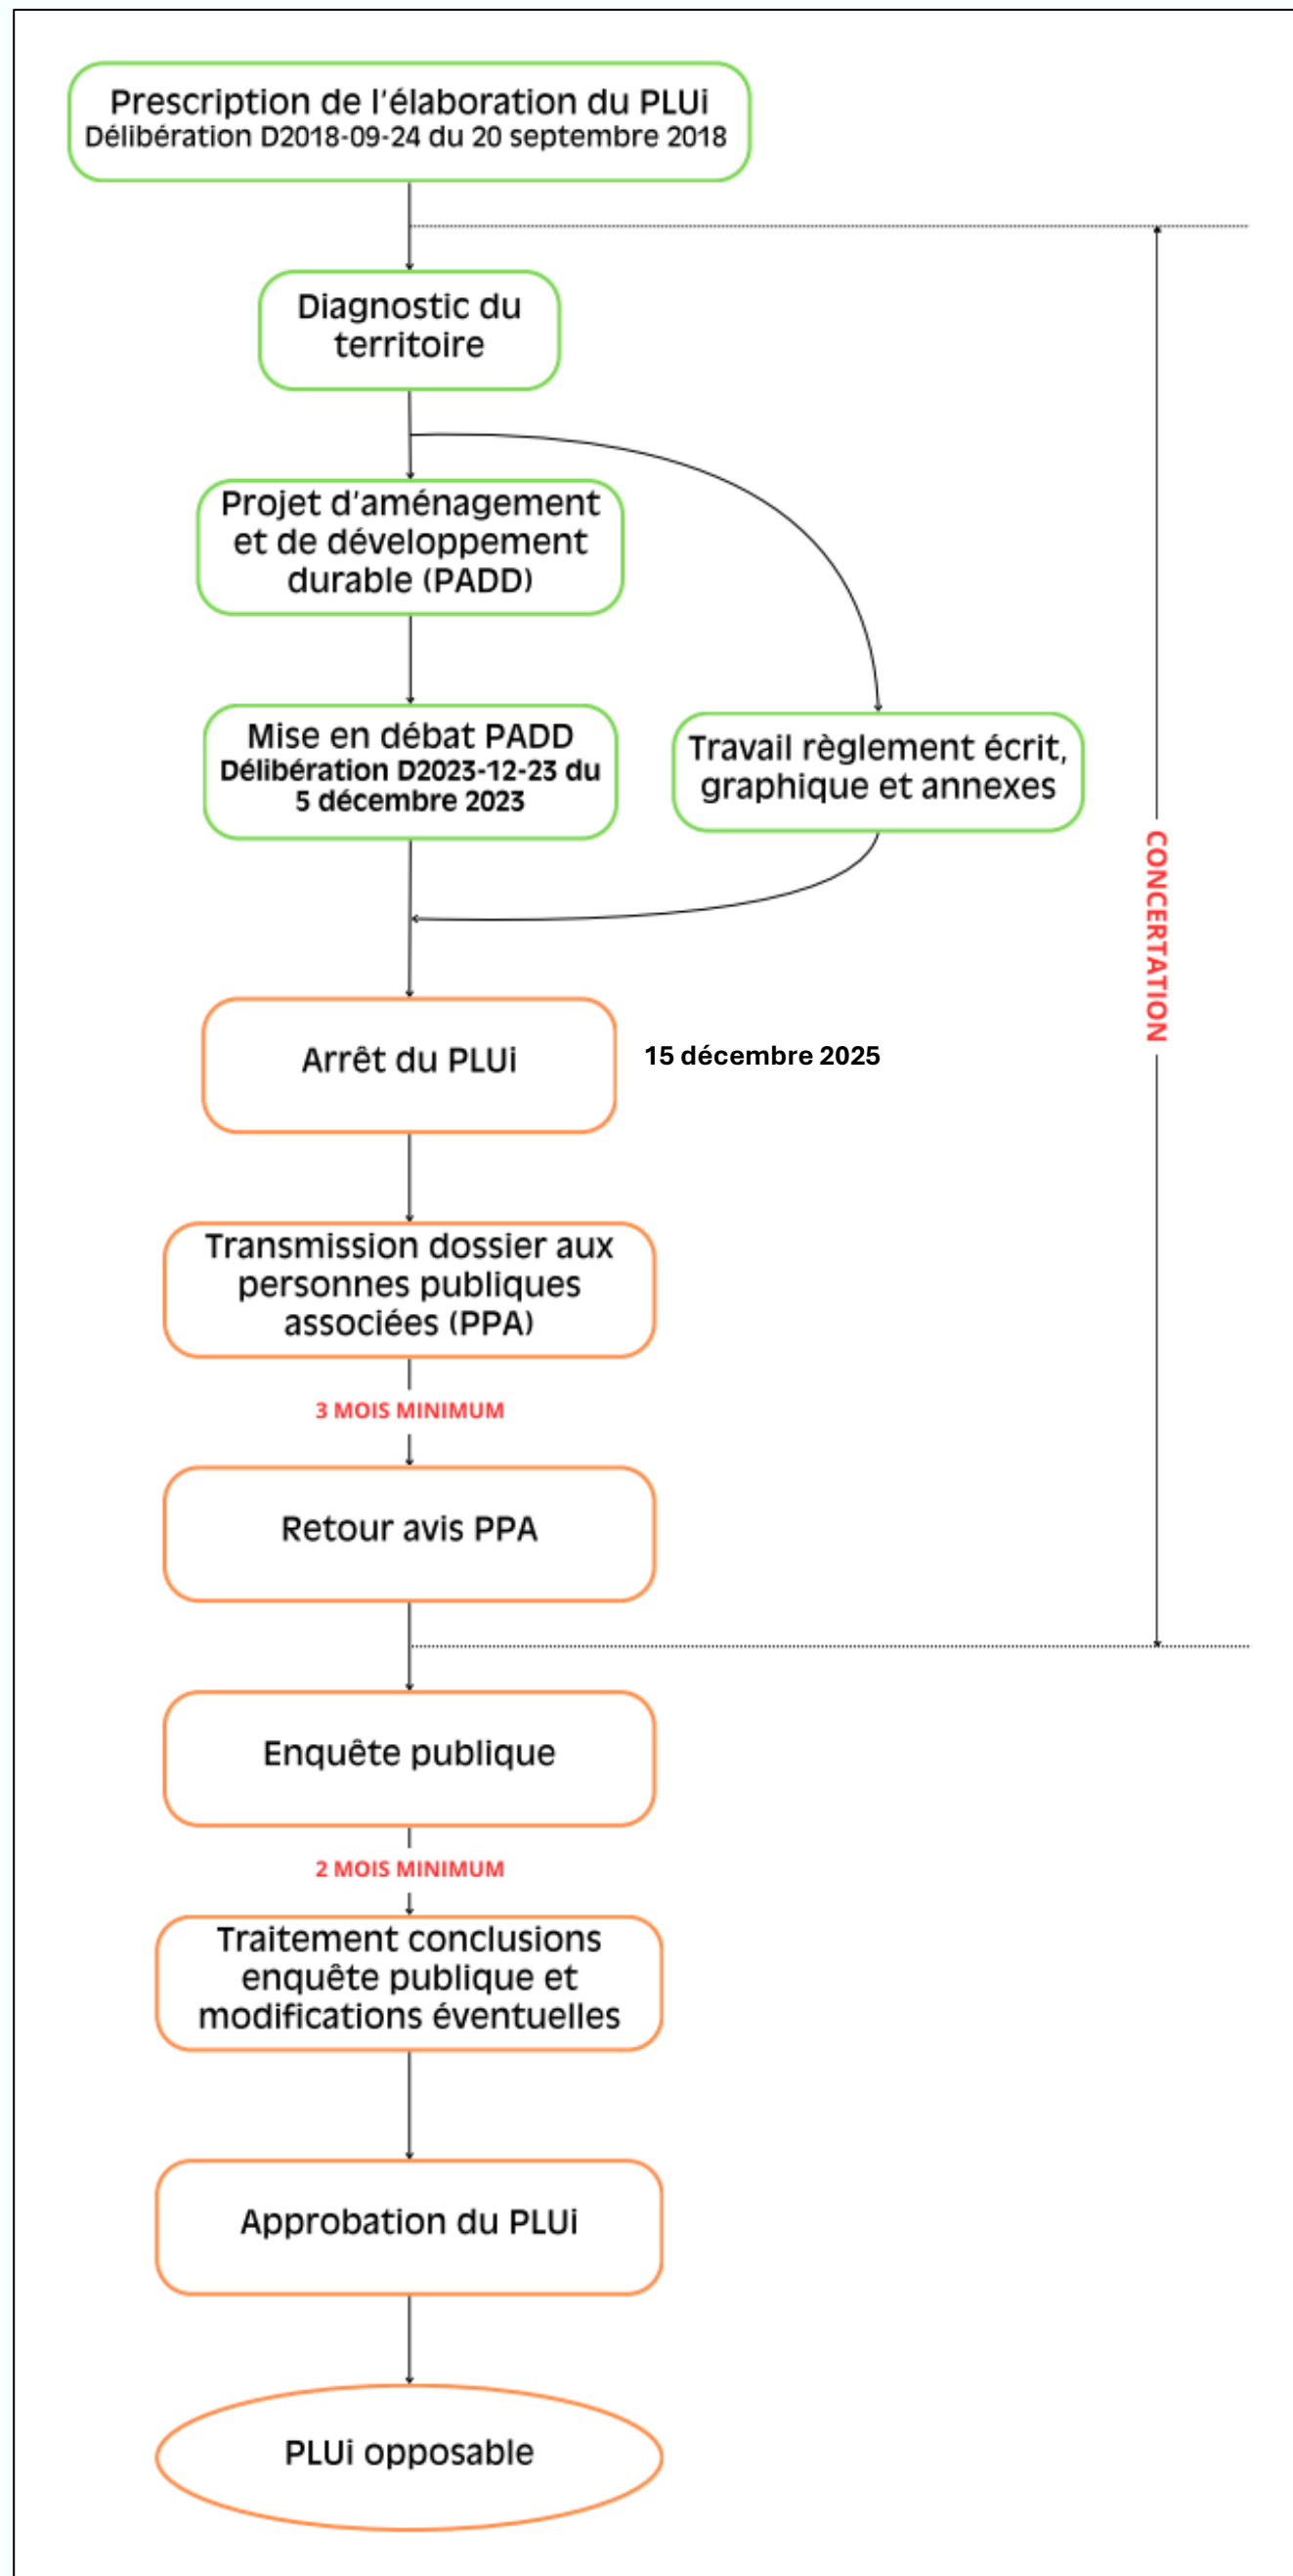 Prescription de l'élaboration du PLUi
Délibération D2018-09-24 du 20 septembre 2018
Diagnostic du
territoire
Projet d'aménagement
et de développement
durable (PADD)
Mise en débat PADD
Délibération D2023-12-23 du
5 décembre 2023
Travail règlement écrit,
graphique et annexes
CONCERTATION
Arrêt du PLUi
15 décembre 2025
Transmission dossier aux
personnes publiques
associées (PPA)
3 MOIS MINIMUM
Retour avis PPA
Enquête publique
2 MOIS MINIMUM
Traitement conclusions
enquête publique et
modifications éventuelles
Approbation du PLUi
PLUi opposable